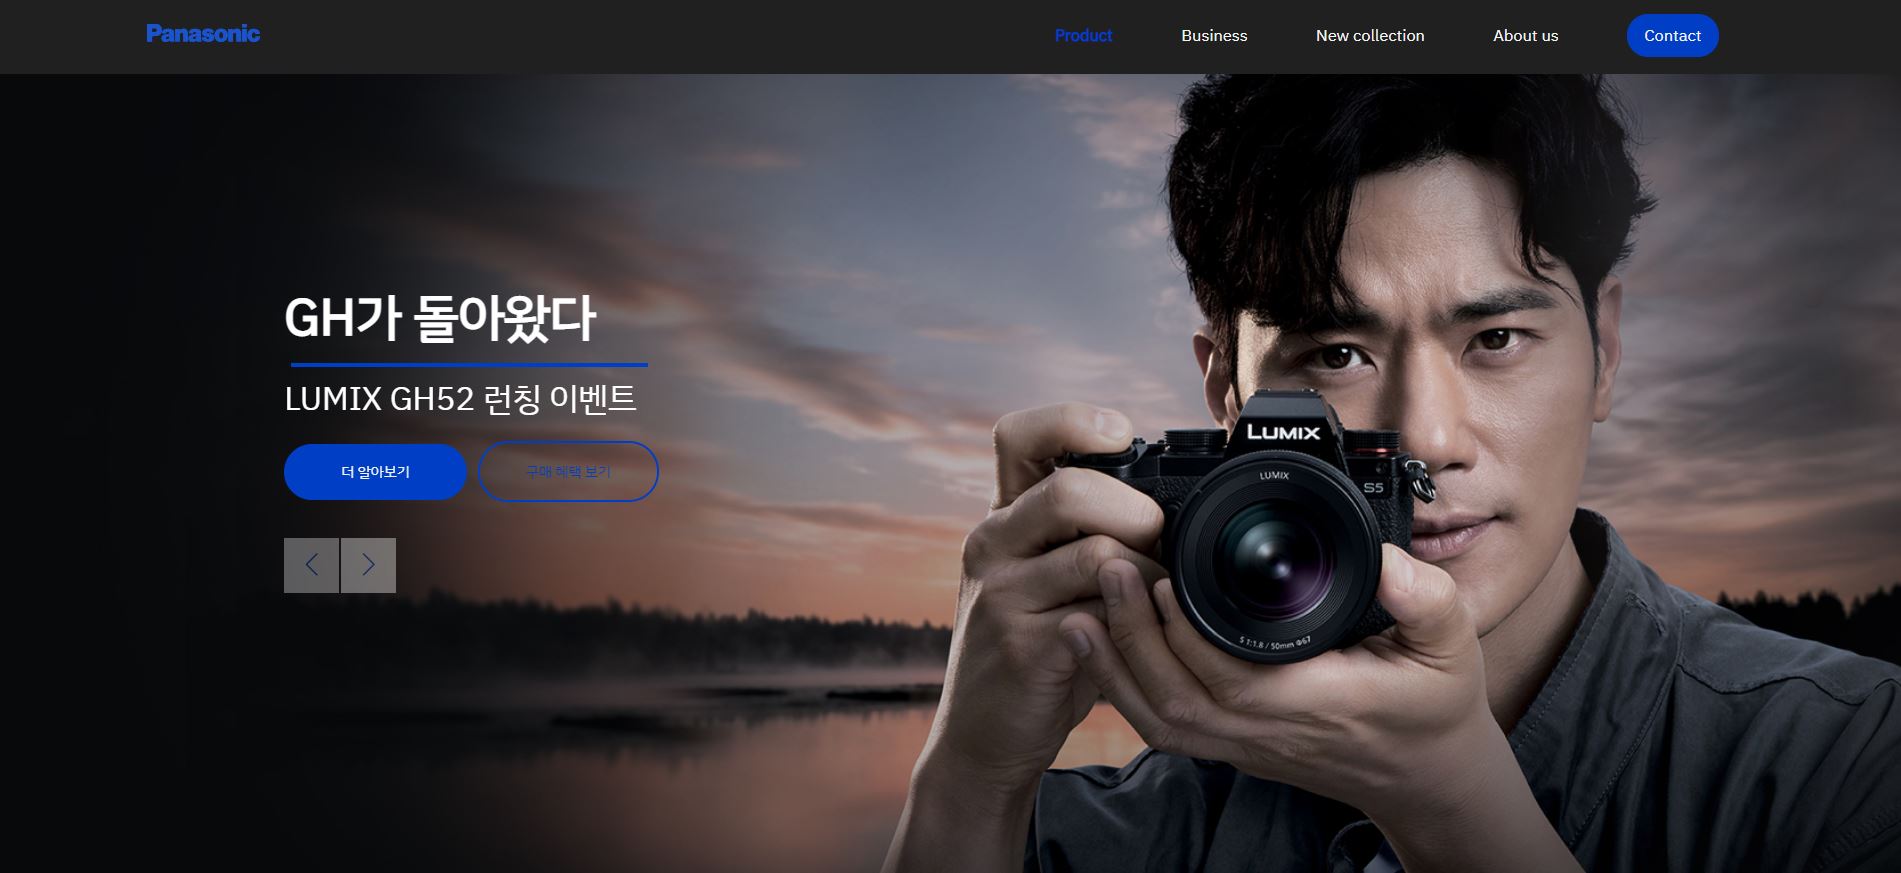 Panasonic
Product
Business
New collection
About us
Contact
GH가 돌아왔다
LUMIX GH52 런칭 이벤트
더 알아보기
구매 혜택 보기
LUMIX
LUMIX
S5
S 1:1.8 / 50mm Φ67